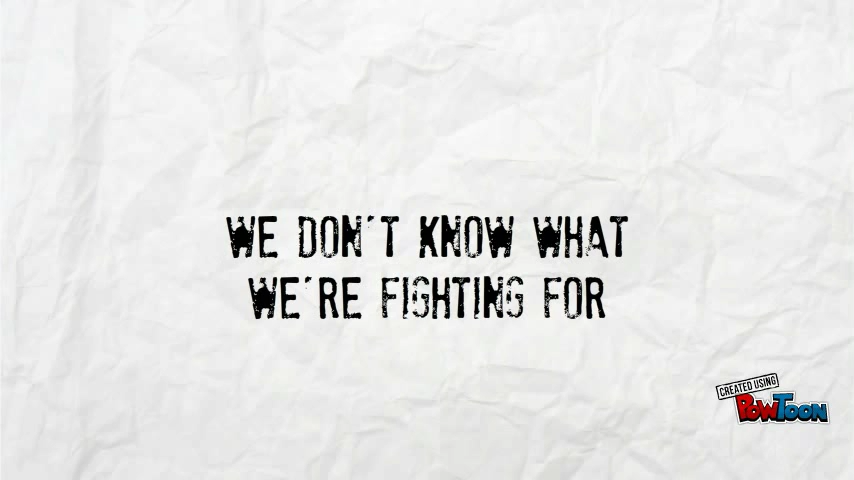 WE DON'T KNOW WHAT
WE'RE FIGHTING FOR
CREATED USING
POWTOON